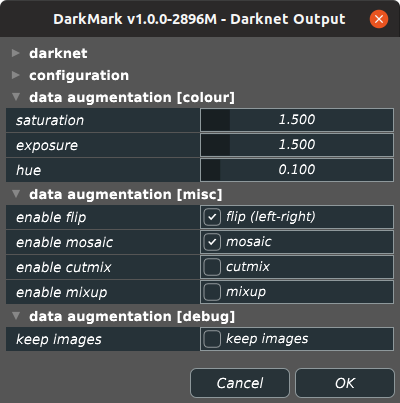 DarkMark v1.0.0-2896M - Darknet Output
darknet
configuration
data augmentation [colour]
saturation 1.500
exposure 1.500
hue 0.100
data augmentation [misc]
enable flip flip (left-right)
enable mosaic mosaic
enable cutmix cutmix
enable mixup mixup
data augmentation [debug]
keep images keep images
Cancel OK